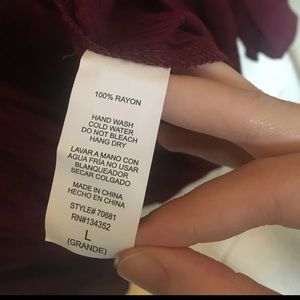 100% RAYON
HAND WASH
COLD WATER
DO NOT BLEACH
HANG DRY
LAVAR A MANO CON
AGUA FRÍA NO USAR
BLANQUEADOR
SECAR COLGADO
MADE IN CHINA
HECHO EN CHINA
STYLE# 70681
RN#134352
L
(GRANDE)